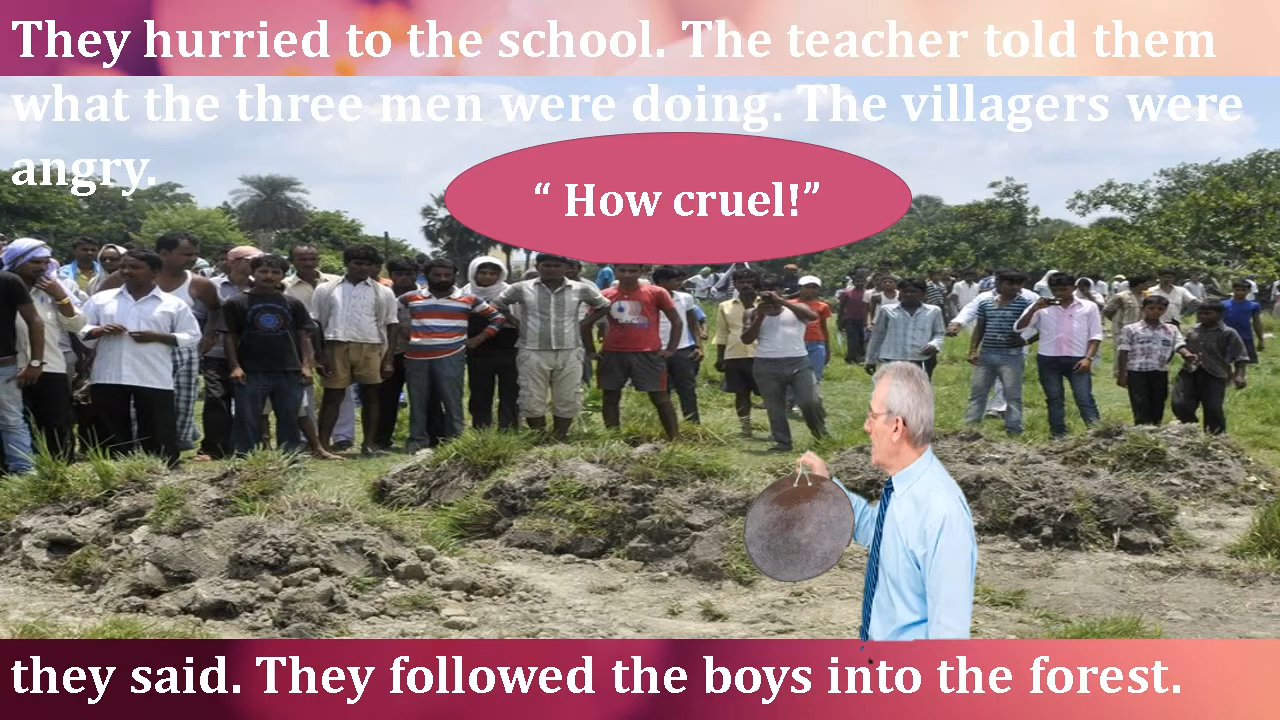 They hurried to the school. The teacher told them
what the three men were doing. The villagers were
angry.
“ How cruel!”
they said. They followed the boys into the forest.